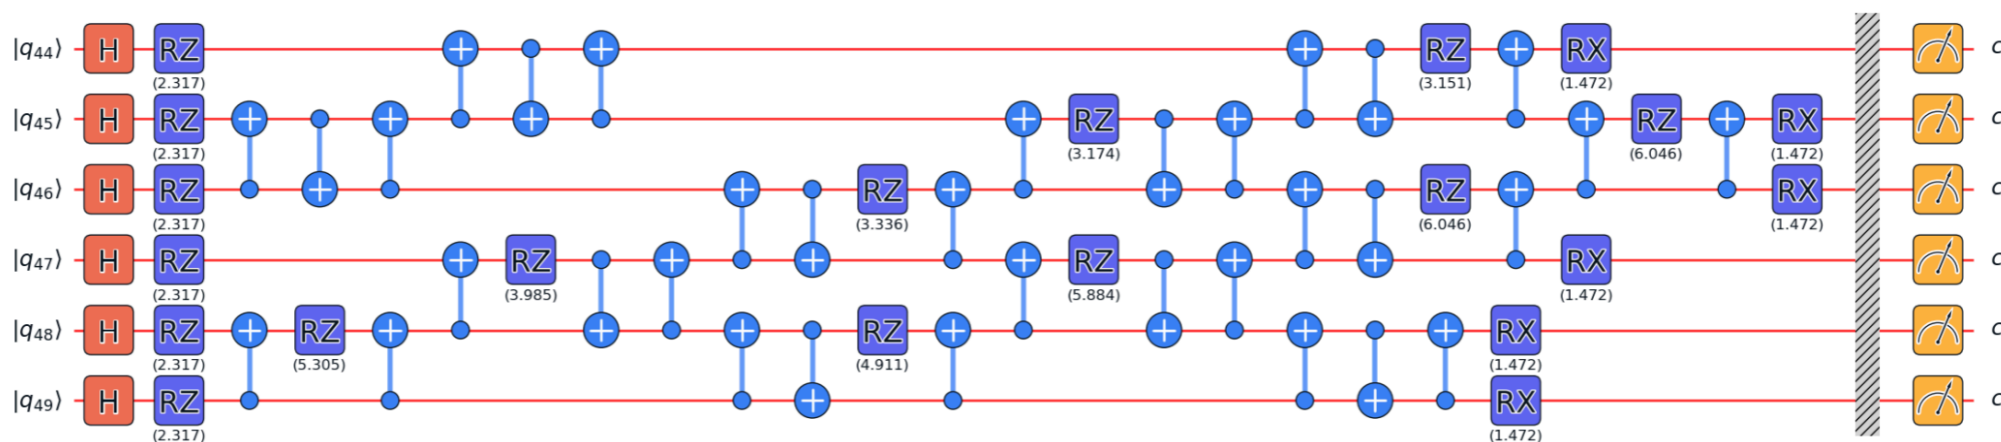 |q44⟩ H RZ RZ RX c
(2.317) (3.151) (1.472)
|q45⟩ H RZ RZ RZ RX c
(2.317) (3.174) (6.046) (1.472)
|q46⟩ H RZ RZ RZ RX c
(2.317) (3.336) (6.046) (1.472)
|q47⟩ H RZ RZ RZ RX c
(2.317) (3.985) (5.884) (1.472)
|q48⟩ H RZ RZ RZ RX c
(2.317) (5.305) (4.911) (1.472)
|q49⟩ H RZ RX c
(2.317) (1.472)